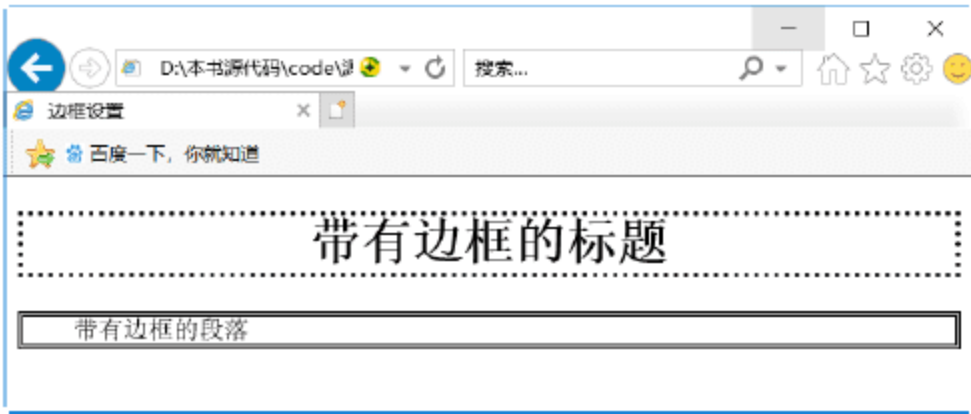 D:\本书源代码\code\
搜索...
边框设置
百度一下，你就知道
带有边框的标题
带有边框的段落